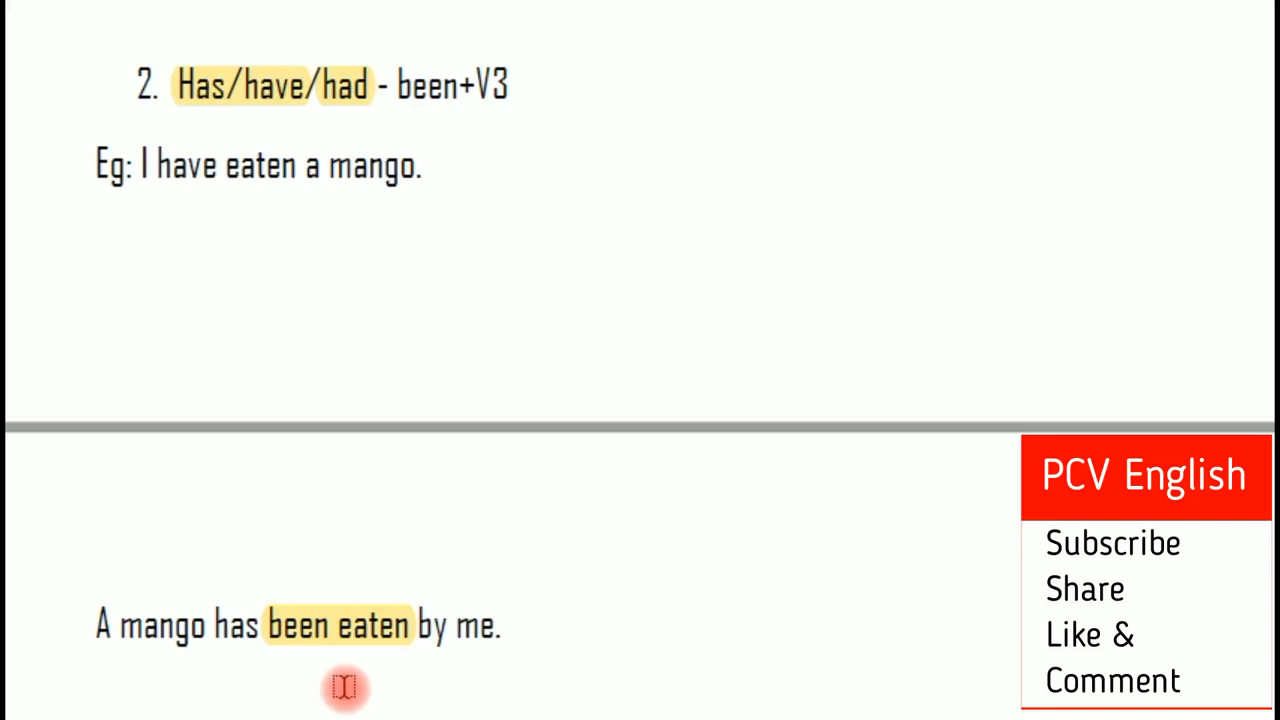 2. Has/have/had - been+V3
Eg: I have eaten a mango.
PCV English
Subscribe
Share
Like &
Comment
A mango has been eaten by me.